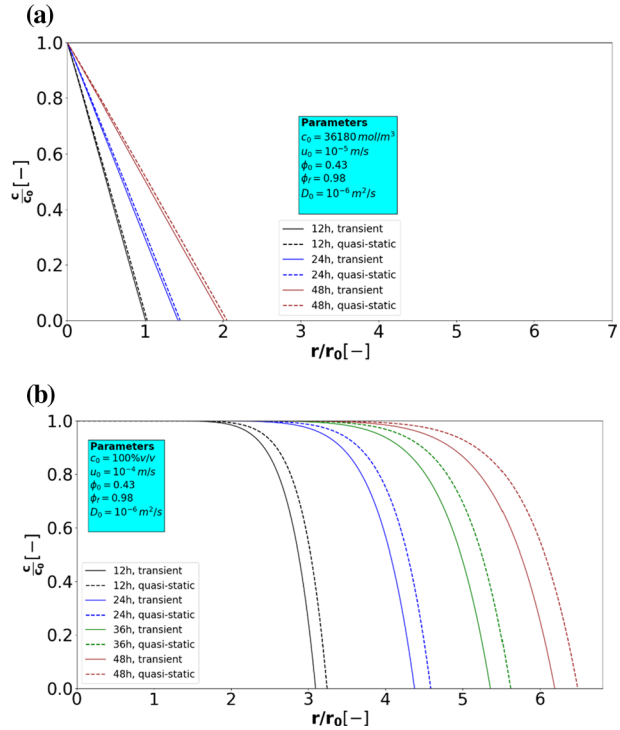 (a)
1.0
0.8
0.6
0.4
0.2
0.0
c/c₀ [−]
Parameters
c₀ = 36180 mol/m³
u₀ = 10⁻⁵ m/s
ϕ₀ = 0.43
ϕf = 0.98
D₀ = 10⁻⁶ m²/s
12h, transient
12h, quasi-static
24h, transient
24h, quasi-static
48h, transient
48h, quasi-static
0 1 2 3 4 5 6 7
r/r₀[−]
(b)
1.0
0.8
0.6
0.4
0.2
0.0
c/c₀ [−]
Parameters
c₀ = 100%v/v
u₀ = 10⁻⁴ m/s
ϕ₀ = 0.43
ϕf = 0.98
D₀ = 10⁻⁶ m²/s
12h, transient
12h, quasi-static
24h, transient
24h, quasi-static
36h, transient
36h, quasi-static
48h, transient
48h, quasi-static
0 1 2 3 4 5 6
r/r₀[−]